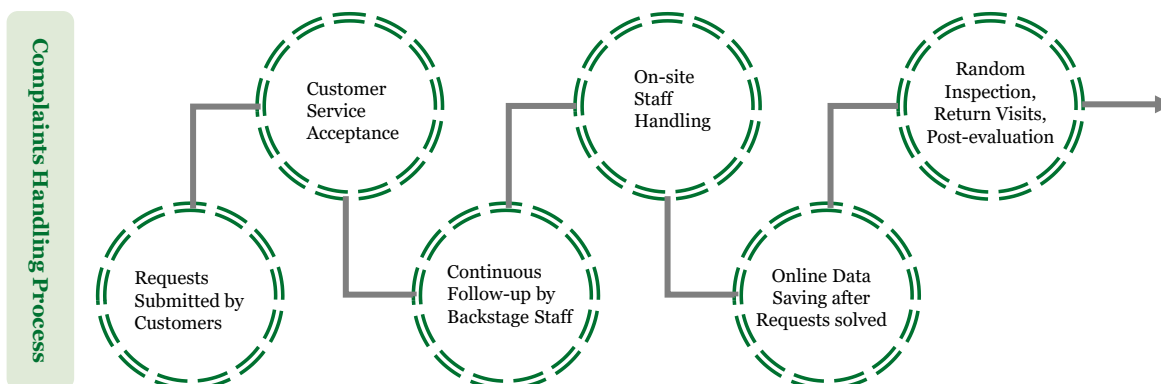 Complaints Handling Process
Requests
Submitted by
Customers
Customer
Service
Acceptance
Continuous
Follow-up by
Backstage Staff
On-site
Staff
Handling
Online Data
Saving after
Requests solved
Random
Inspection,
Return Visits,
Post-evaluation